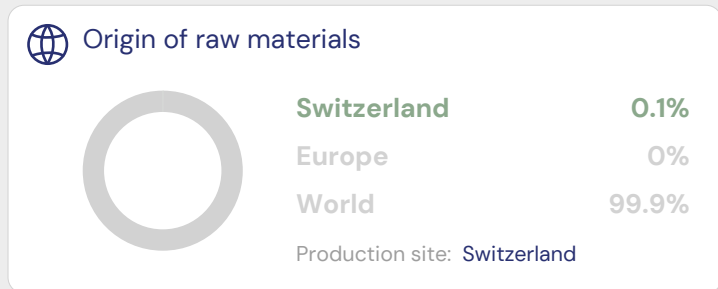 Origin of raw materials
Switzerland 0.1%
Europe 0%
World 99.9%
Production site: Switzerland